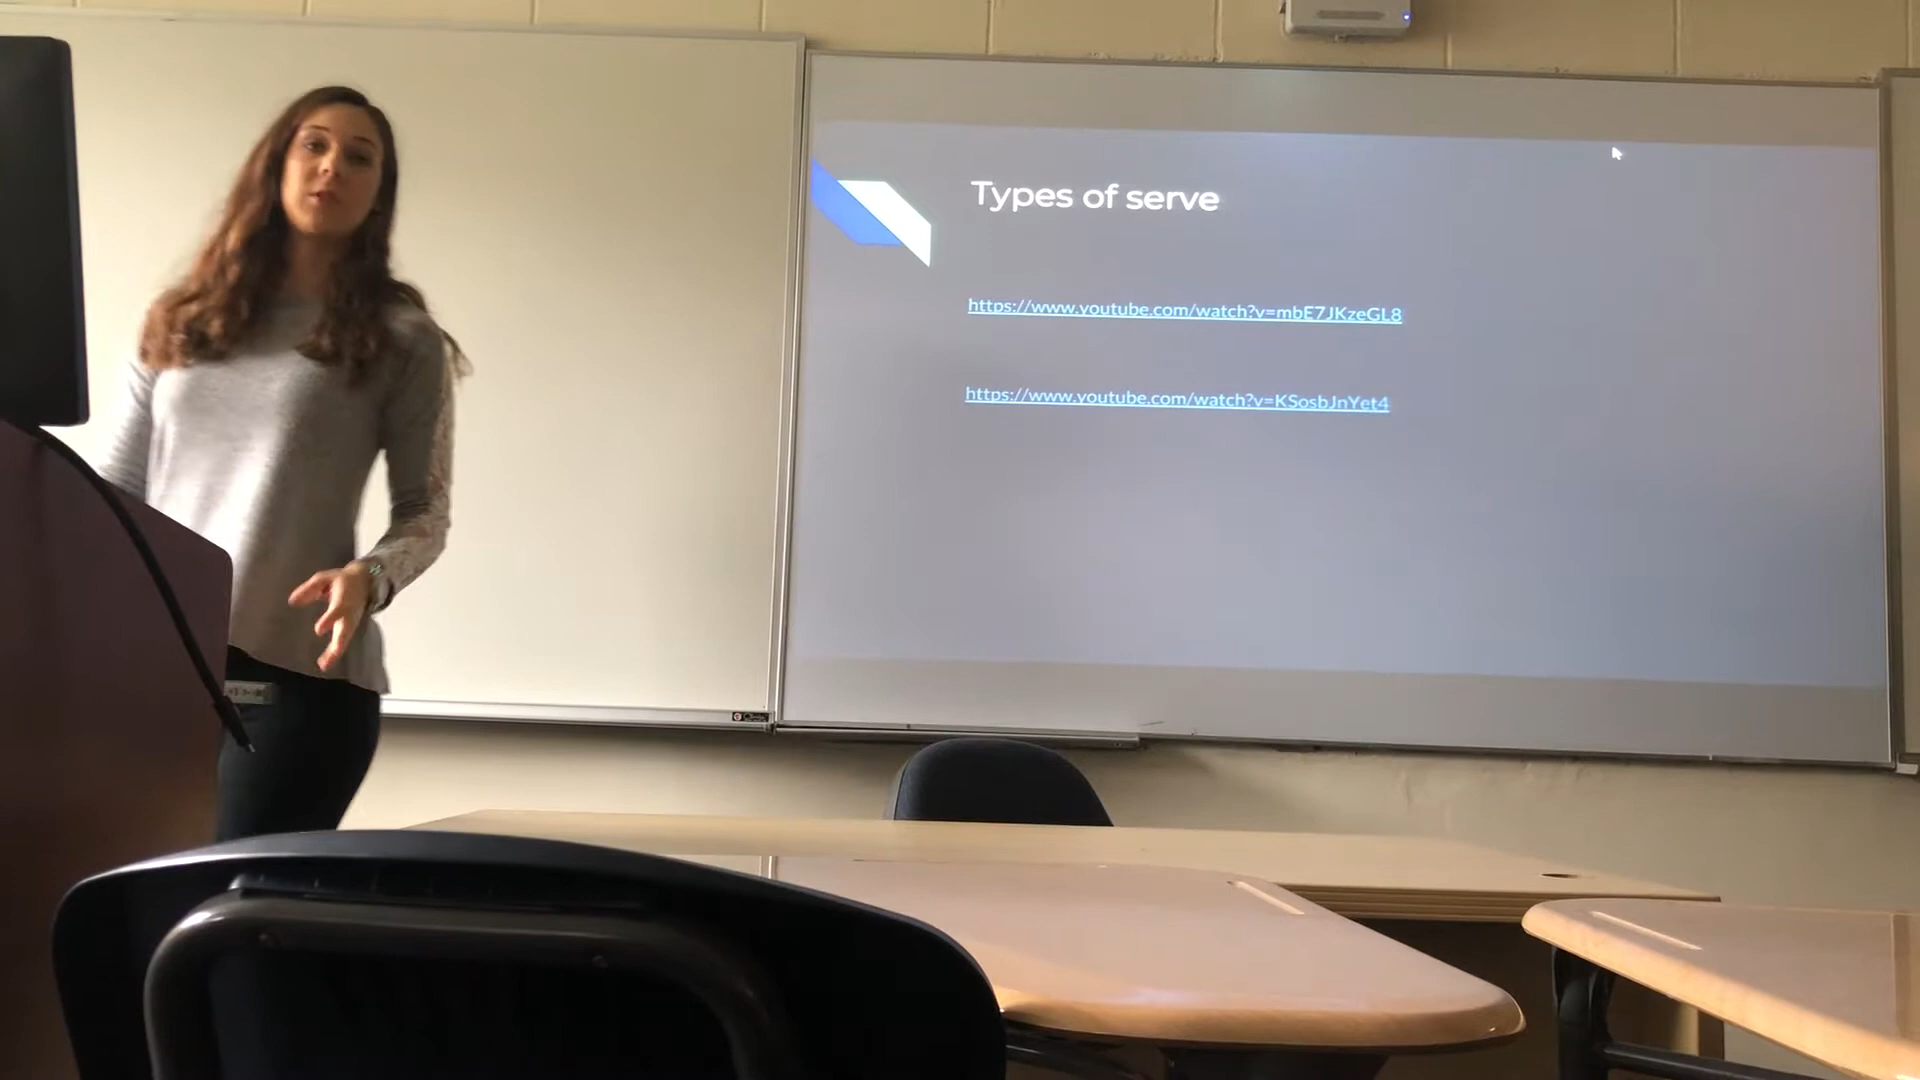 Types of serve
https://www.youtube.com/watch?v=mbE7JKzeGL8
https://www.youtube.com/watch?v=KSosbJnYet4